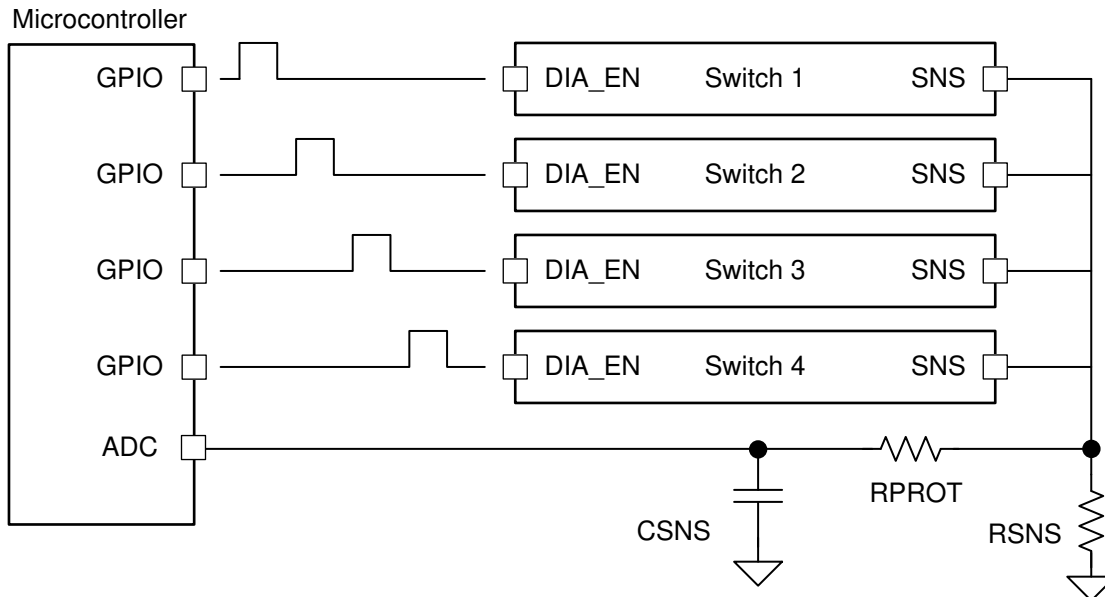 Microcontroller
GPIO DIA_EN Switch 1 SNS
GPIO DIA_EN Switch 2 SNS
GPIO DIA_EN Switch 3 SNS
GPIO DIA_EN Switch 4 SNS
ADC
RPROT
CSNS
RSNS